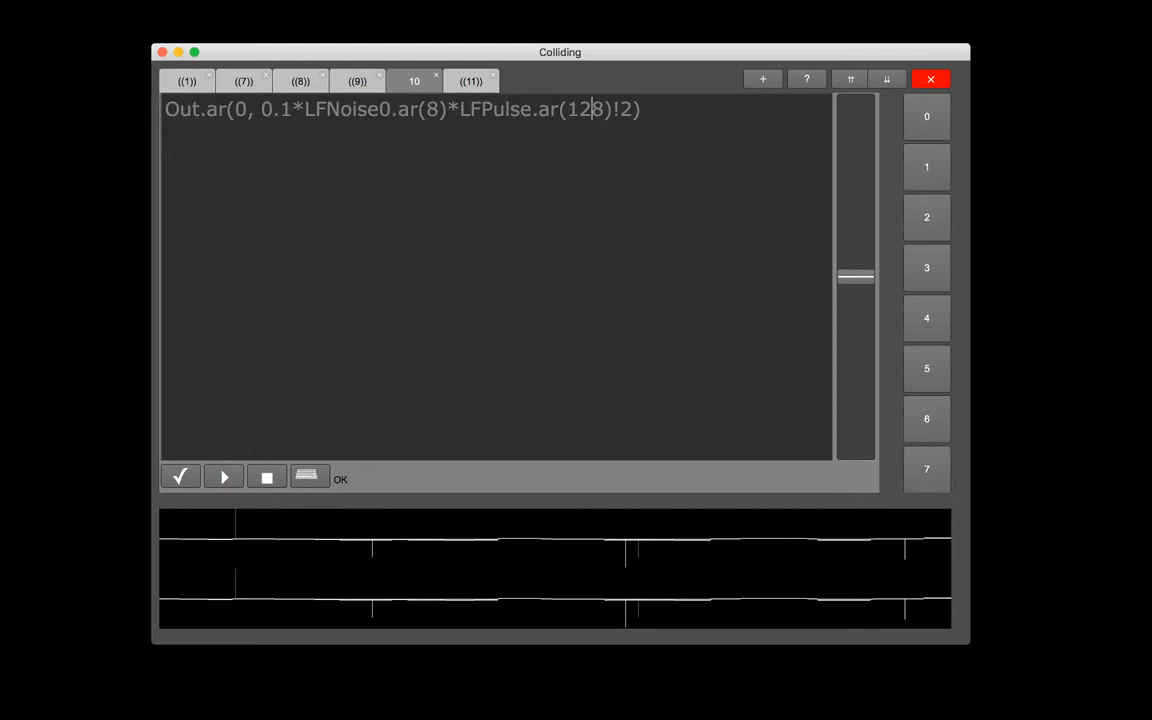 Colliding
((1)) ((7)) ((8)) ((9)) 10 ((11)) + ?
Out.ar(0, 0.1*LFNoise0.ar(8)*LFPulse.ar(128)!2)
0
1
2
3
4
5
6
7
OK